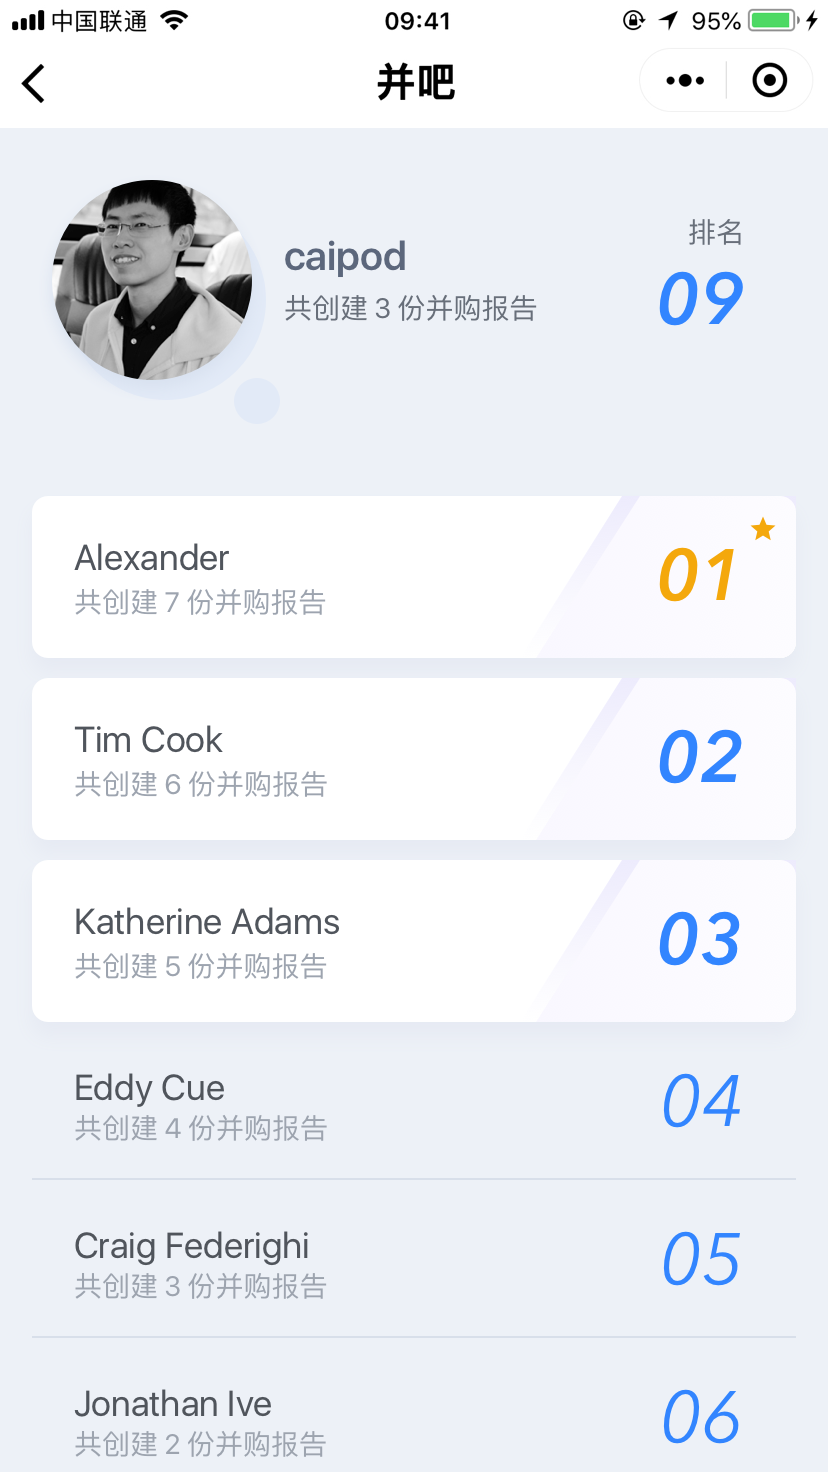 中国联通 09:41 95%
并吧
排名
caipod
09
共创建 3 份并购报告
Alexander
01
共创建 7 份并购报告
Tim Cook
02
共创建 6 份并购报告
Katherine Adams
03
共创建 5 份并购报告
Eddy Cue
04
共创建 4 份并购报告
Craig Federighi
05
共创建 3 份并购报告
Jonathan Ive
06
共创建 2 份并购报告